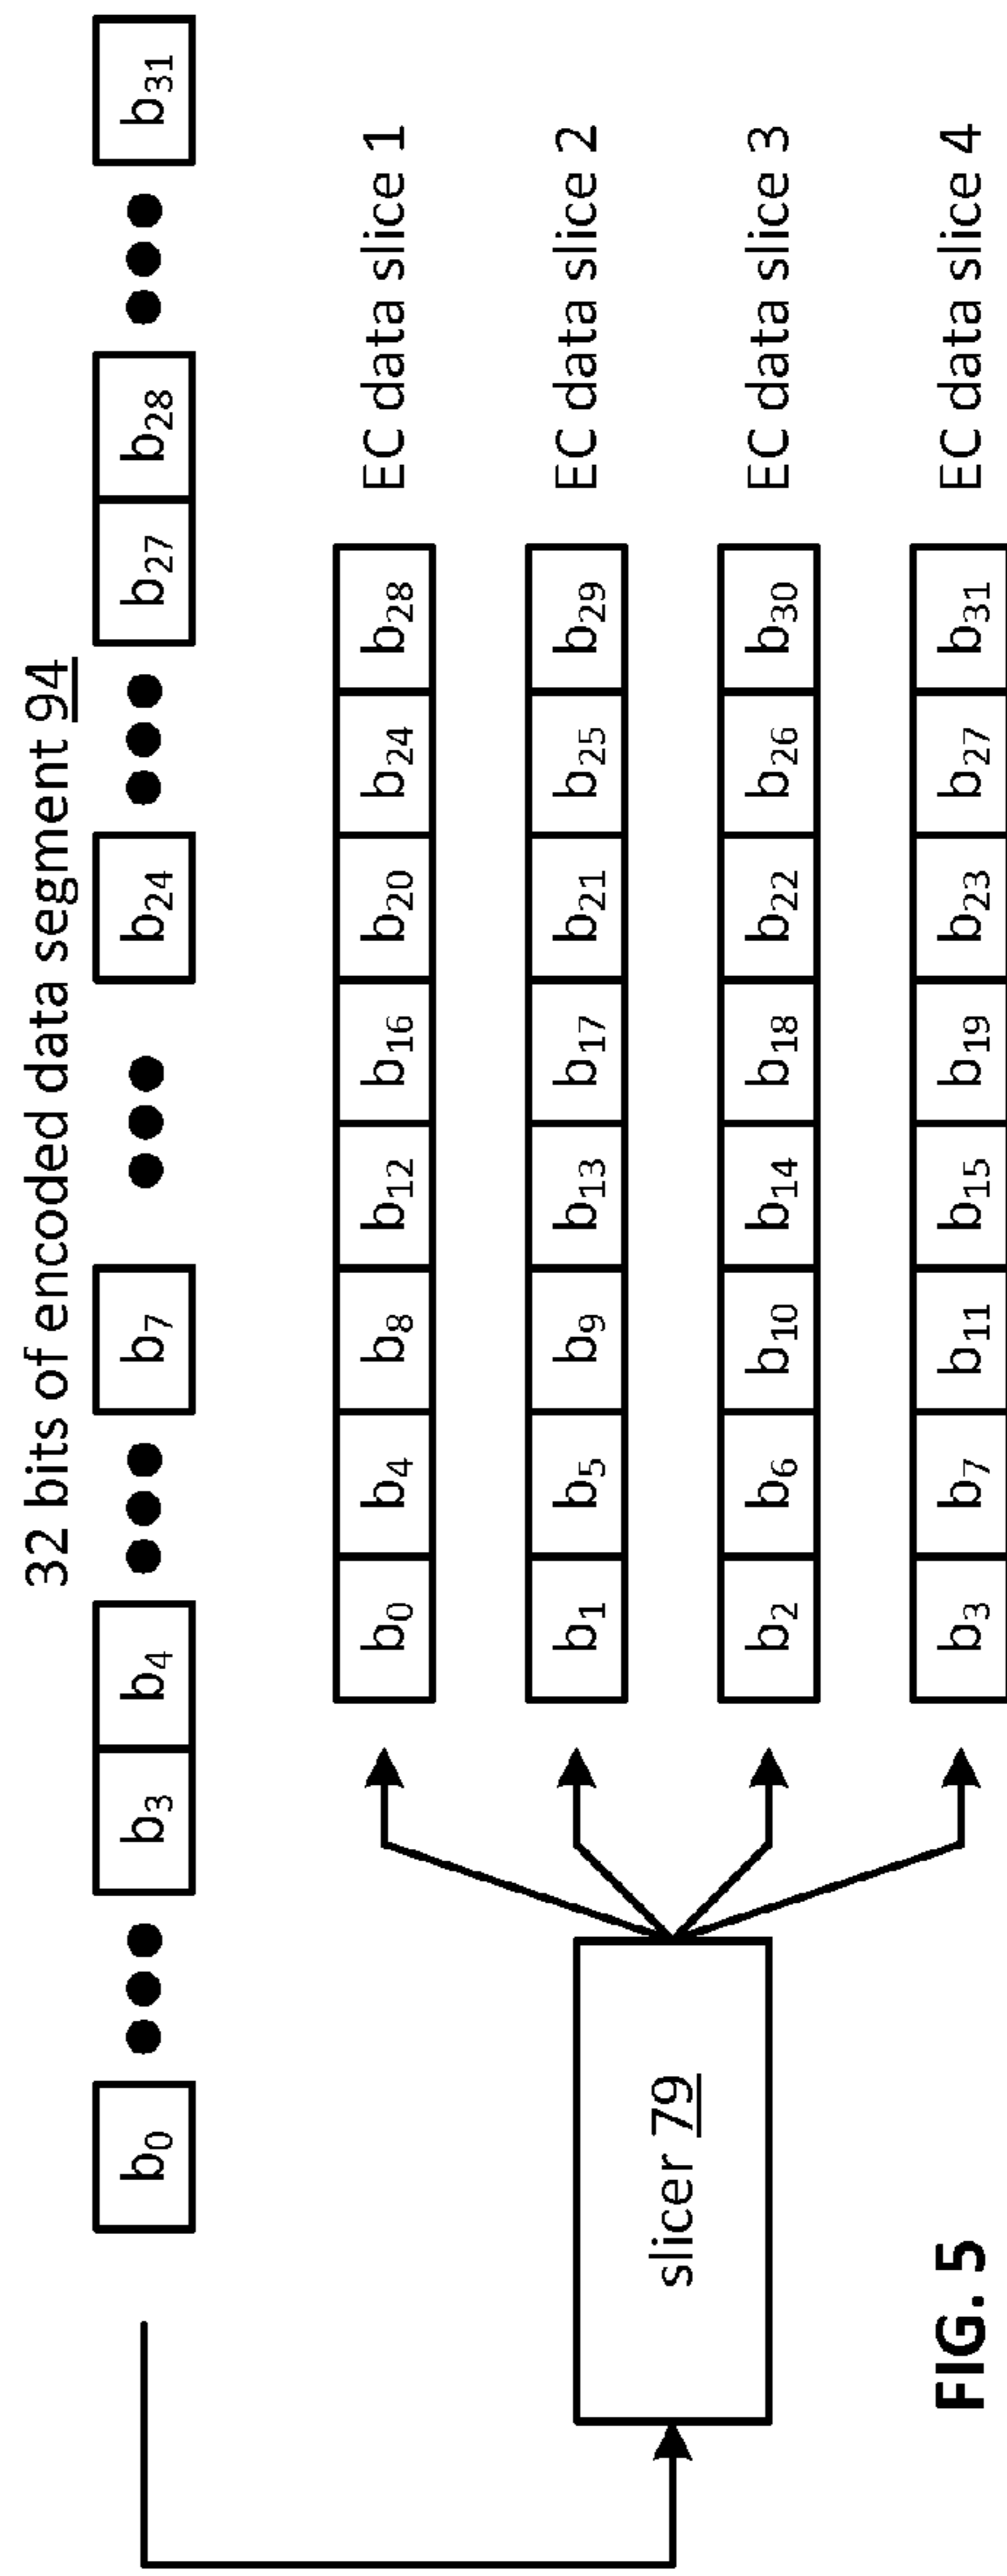 32 bits of encoded data segment 94
b0 ●●● b3 b4 ●●● b7 ●●● b24 ●●● b27 b28 ●●● b31
b0 b4 b8 b12 b16 b20 b24 b28 EC data slice 1
b1 b5 b9 b13 b17 b21 b25 b29 EC data slice 2
slicer 79
b2 b6 b10 b14 b18 b22 b26 b30 EC data slice 3
b3 b7 b11 b15 b19 b23 b27 b31 EC data slice 4
FIG. 5